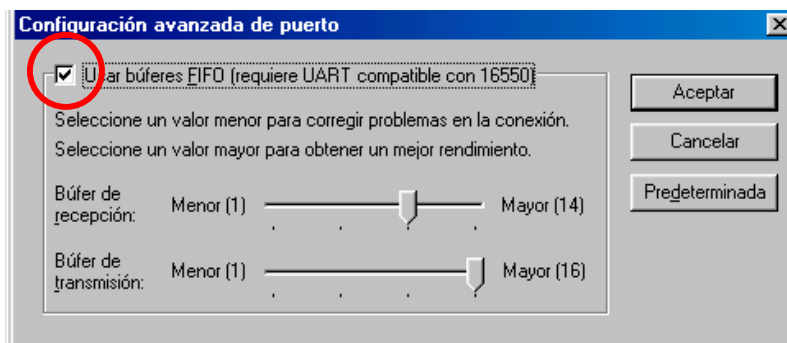 Configuración avanzada de puerto
Usar búferes FIFO (requiere UART compatible con 16550)
Seleccione un valor menor para corregir problemas en la conexión.
Seleccione un valor mayor para obtener un mejor rendimiento.
Búfer de
recepción:
Menor (1)
Mayor (14)
Búfer de
transmisión:
Menor (1)
Mayor (16)
Aceptar
Cancelar
Predeterminada